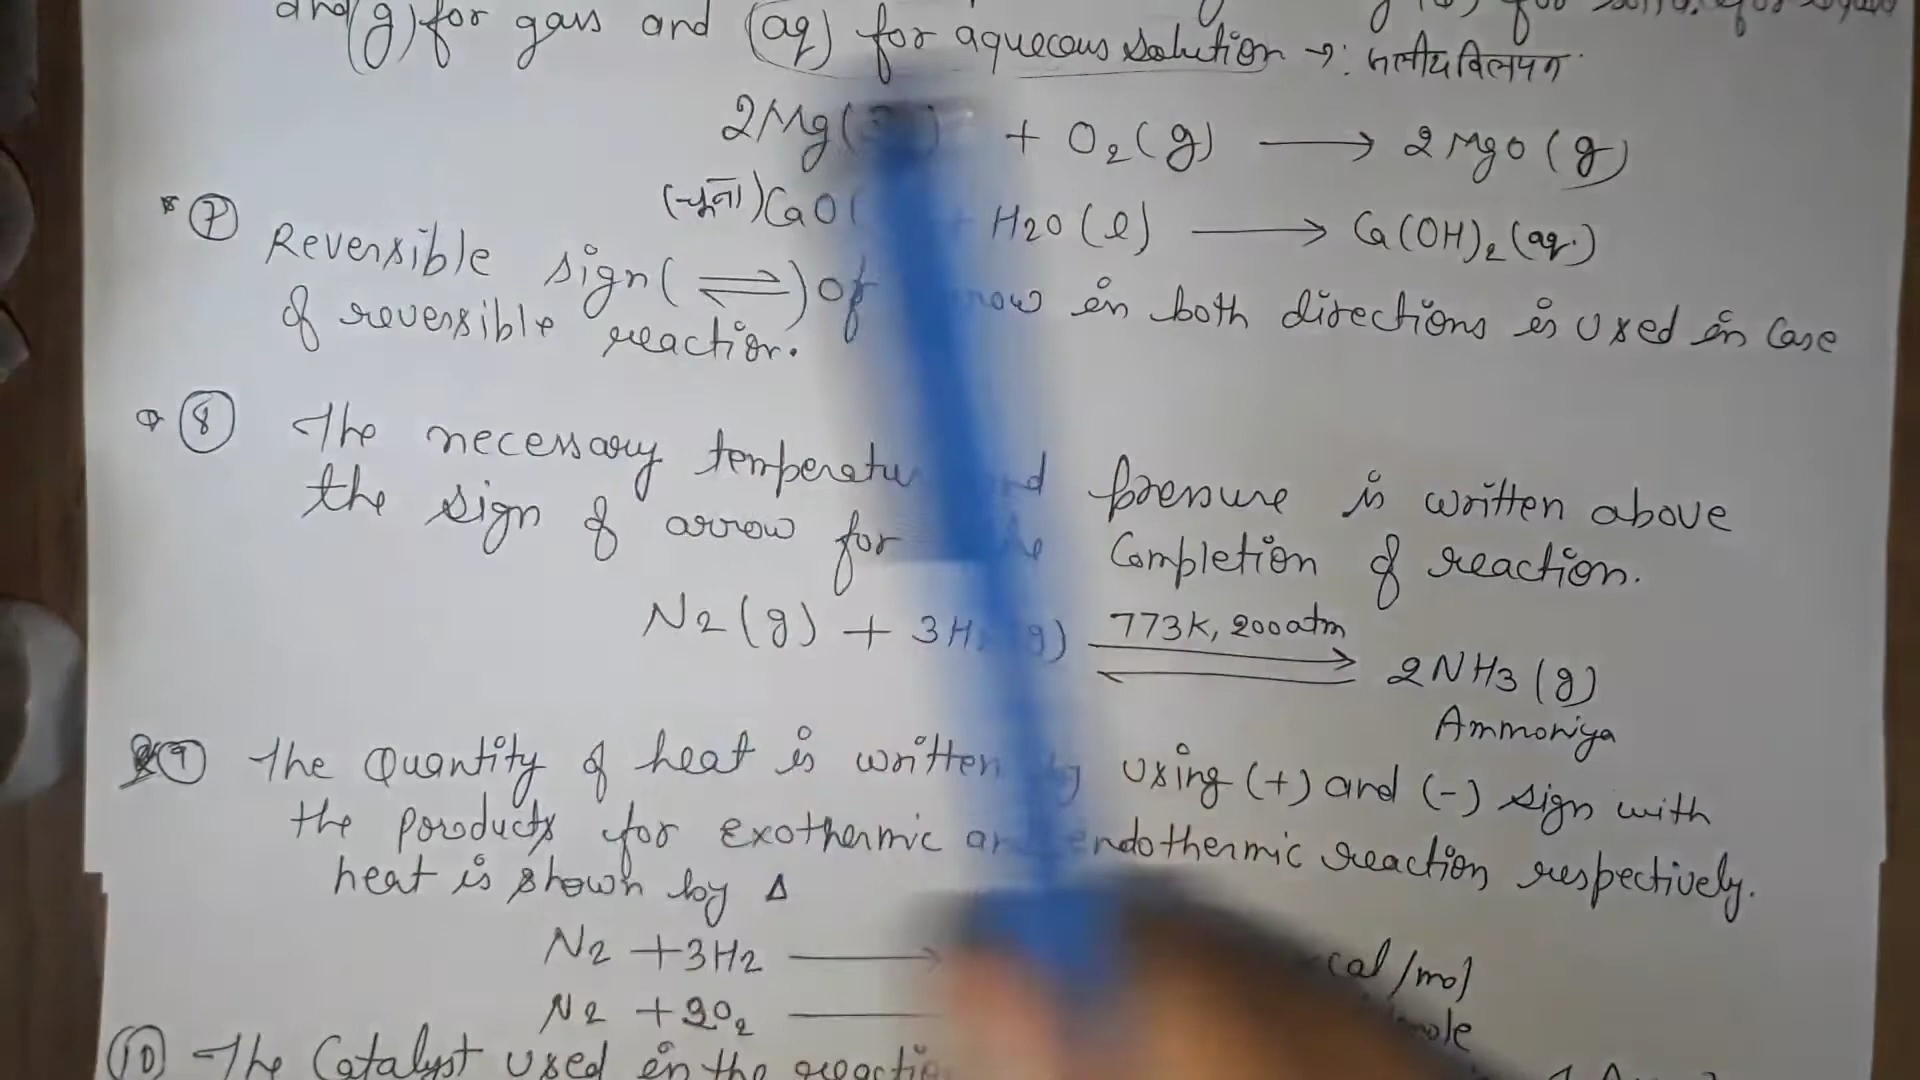 and (g) for gas and (aq) for aqueous solution →: जलीय विलयन
2Mg( ) + O2(g) ⟶ 2MgO (g)
(चूना) CaO( H2O (l) ⟶ Ca(OH)2 (aq.)
(7) Reversible sign (⇌) of in both directions is used in Case
of reversible reaction.
(8) The necessary temperatu pressure is written above
the sign of arrow for Completion of reaction.
N2 (g) + 3H g) 773K, 200atm ⇌ 2NH3 (g)
Ammoniya
(9) The Quantity of heat is written using (+) and (-) sign with
the products for exothermic endothermic reaction respectively.
heat is shown by Δ
N2 + 3H2 ⟶ cal/mol
N2 + 2O2 ⟶ mole
(10) The Catalyst used in the